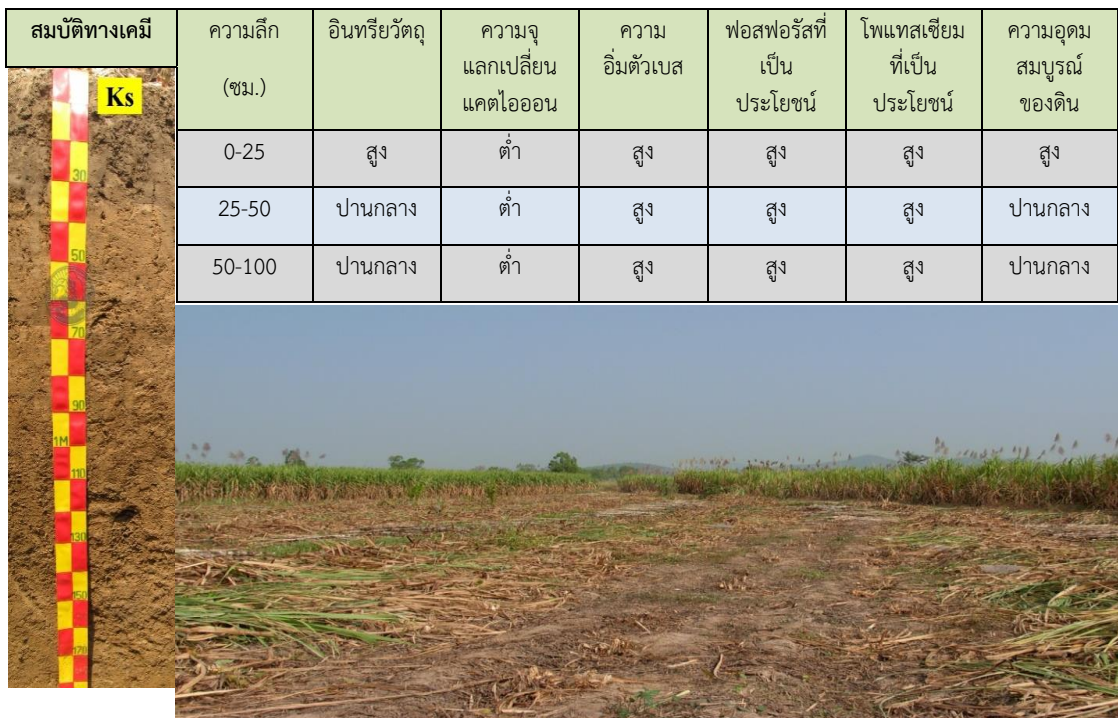 สมบัติทางเคมี
ความลึก
(ซม.)
อินทรียวัตถุ
ความจุ
แลกเปลี่ยน
แคตไอออน
ความ
อิ่มตัวเบส
ฟอสฟอรัสที่
เป็น
ประโยชน์
โพแทสเซียม
ที่เป็น
ประโยชน์
ความอุดม
สมบูรณ์
ของดิน
0-25 สูง ต่ำ สูง สูง สูง สูง
25-50 ปานกลาง ต่ำ สูง สูง สูง ปานกลาง
50-100 ปานกลาง ต่ำ สูง สูง สูง ปานกลาง
Ks
30
50
70
90
1M
110
130
150
170